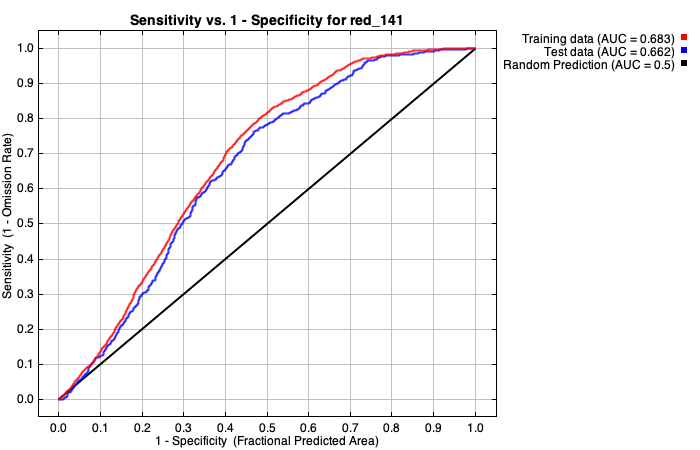 Sensitivity vs. 1 - Specificity for red_141
Training data (AUC = 0.683)
Test data (AUC = 0.662)
Random Prediction (AUC = 0.5)
Sensitivity (1 - Omission Rate)
1.0
0.9
0.8
0.7
0.6
0.5
0.4
0.3
0.2
0.1
0.0
0.0 0.1 0.2 0.3 0.4 0.5 0.6 0.7 0.8 0.9 1.0
1 - Specificity (Fractional Predicted Area)